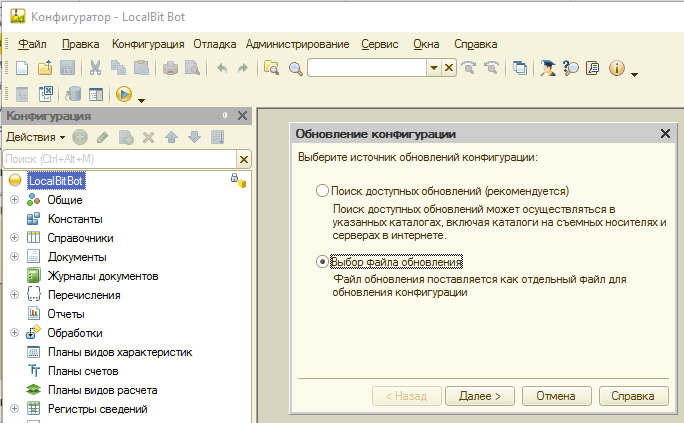 Конфигуратор - LocalBit Bot
Файл Правка Конфигурация Отладка Администрирование Сервис Окна Справка
Конфигурация
Действия
Поиск (Ctrl+Alt+M)
LocalBitBot
Общие
Константы
Справочники
Документы
Журналы документов
Перечисления
Отчеты
Обработки
Планы видов характеристик
Планы счетов
Планы видов расчета
Регистры сведений
Обновление конфигурации
Выберите источник обновлений конфигурации:
Поиск доступных обновлений (рекомендуется)
Поиск доступных обновлений может осуществляться в
указанных каталогах, включая каталоги на съемных носителях и
серверах в интернете.
Выбор файла обновления
Файл обновления поставляется как отдельный файл для
обновления конфигурации
< Назад Далее > Отмена Справка